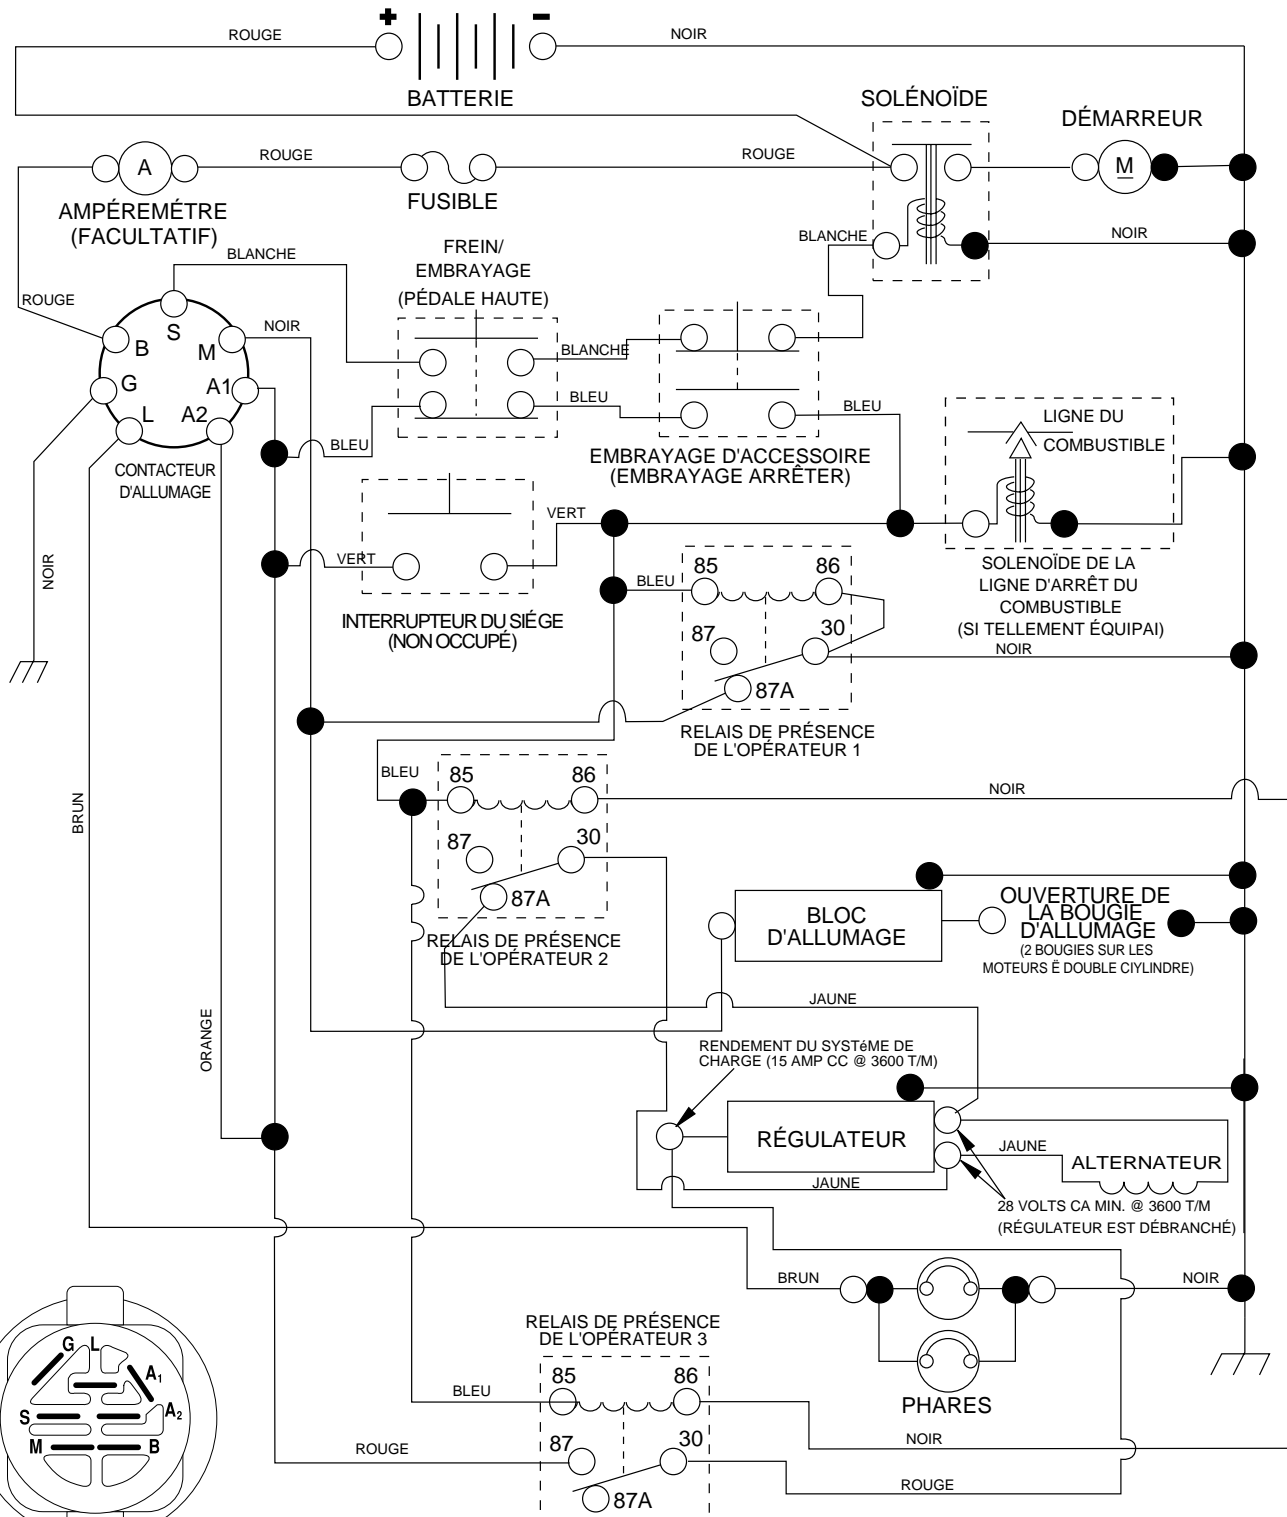 +
−
ROUGE
NOIR
BATTERIE
SOLÉNOÏDE
DÉMARREUR
A
ROUGE
ROUGE
M
AMPÉREMÉTRE
(FACULTATIF)
FUSIBLE
BLANCHE
FREIN/
EMBRAYAGE
(PÉDALE HAUTE)
BLANCHE
NOIR
ROUGE
NOIR
S
B
M
G
A1
L
A2
BLANCHE
BLEU
BLEU
BLEU
CONTACTEUR
D'ALLUMAGE
EMBRAYAGE D'ACCESSOIRE
(EMBRAYAGE ARRÊTER)
LIGNE DU
COMBUSTIBLE
VERT
VERT
NOIR
INTERRUPTEUR DU SIÉGE
(NON OCCUPÉ)
BLEU
85
86
87
30
87A
SOLENOÏDE DE LA
LIGNE D'ARRÊT DU
COMBUSTIBLE
(SI TELLEMENT ÉQUIPAI)
NOIR
RELAIS DE PRÉSENCE
DE L'OPÉRATEUR 1
BLEU
85
86
NOIR
BRUN
87
30
87A
RELAIS DE PRÉSENCE
DE L'OPÉRATEUR 2
BLOC
D'ALLUMAGE
OUVERTURE DE
LA BOUGIE
D'ALLUMAGE
(2 BOUGIES SUR LES
MOTEURS Ë DOUBLE CIYLINDRE)
JAUNE
ORANGE
RENDEMENT DU SYSTéME DE
CHARGE (15 AMP CC @ 3600 T/M)
RÉGULATEUR
JAUNE
ALTERNATEUR
JAUNE
28 VOLTS CA MIN. @ 3600 T/M
(RÉGULATEUR EST DÉBRANCHÉ)
BRUN
NOIR
PHARES
RELAIS DE PRÉSENCE
DE L'OPÉRATEUR 3
BLEU
85
86
NOIR
ROUGE
87
30
ROUGE
87A
G
L
A1
S
A2
M
B